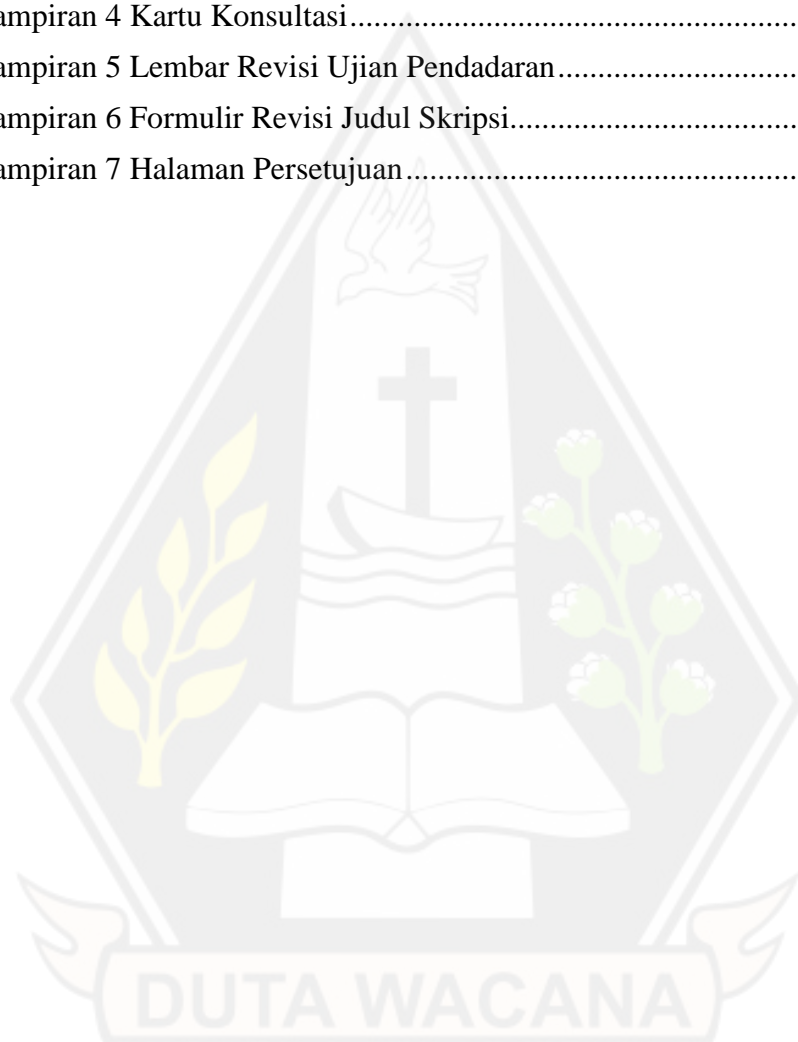 ampiran 4 Kartu Konsultasi........................................................
ampiran 5 Lembar Revisi Ujian Pendadaran..............................
ampiran 6 Formulir Revisi Judul Skripsi....................................
ampiran 7 Halaman Persetujuan.................................................
DUTA WACANA